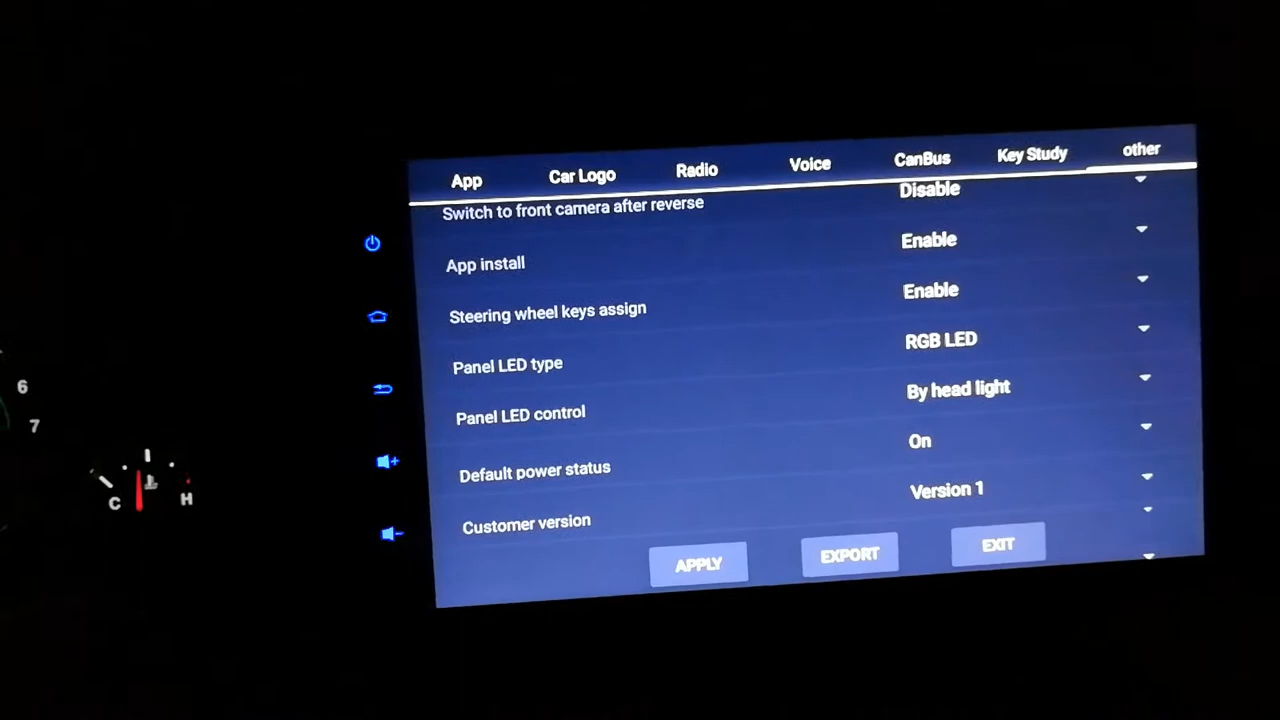 App Car Logo Radio Voice CanBus Key Study other
Switch to front camera after reverse Disable
App install Enable
Steering wheel keys assign Enable
Panel LED type RGB LED
Panel LED control By head light
Default power status On
Customer version Version 1
APPLY EXPORT EXIT
6
7
C H